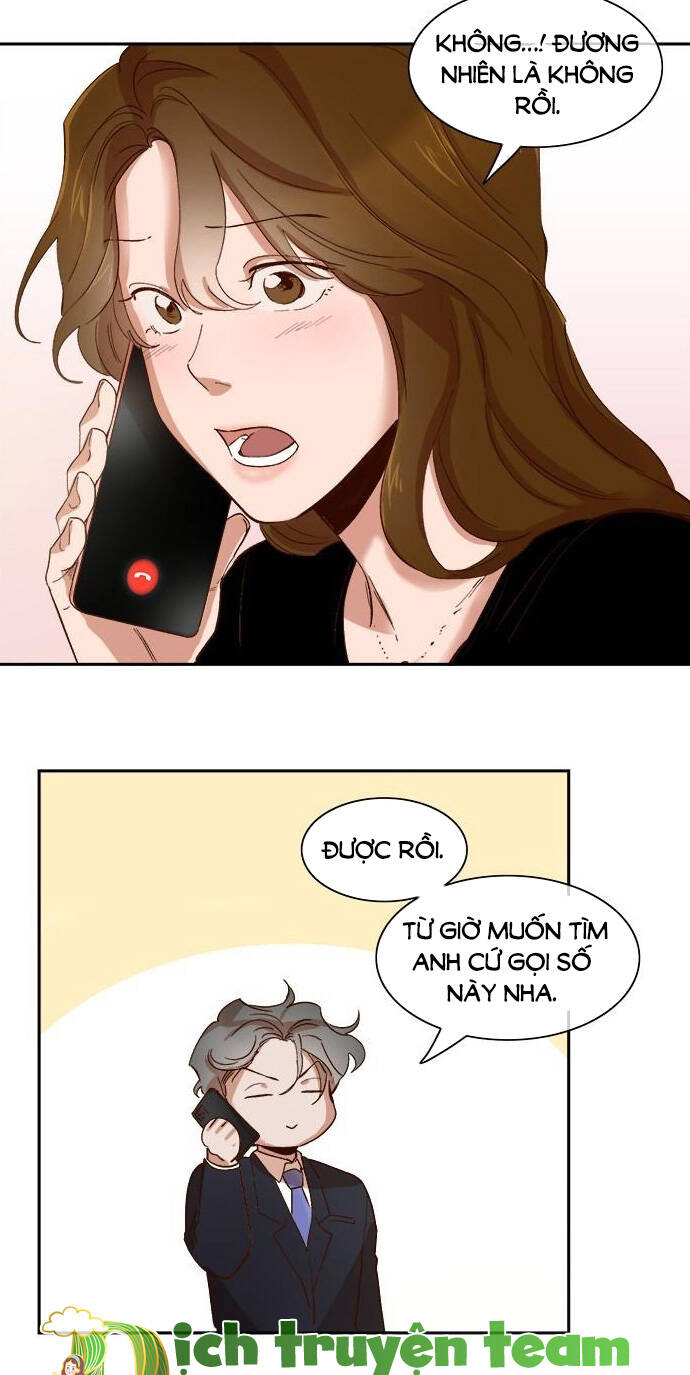 KHÔNG...! ĐƯƠNG
NHIÊN LÀ KHÔNG
RỒI.
ĐƯỢC RỒI.
TỪ GIỜ MUỐN TÌM
ANH CỨ GỌI SỐ
NÀY NHA.
Dịch truyện team